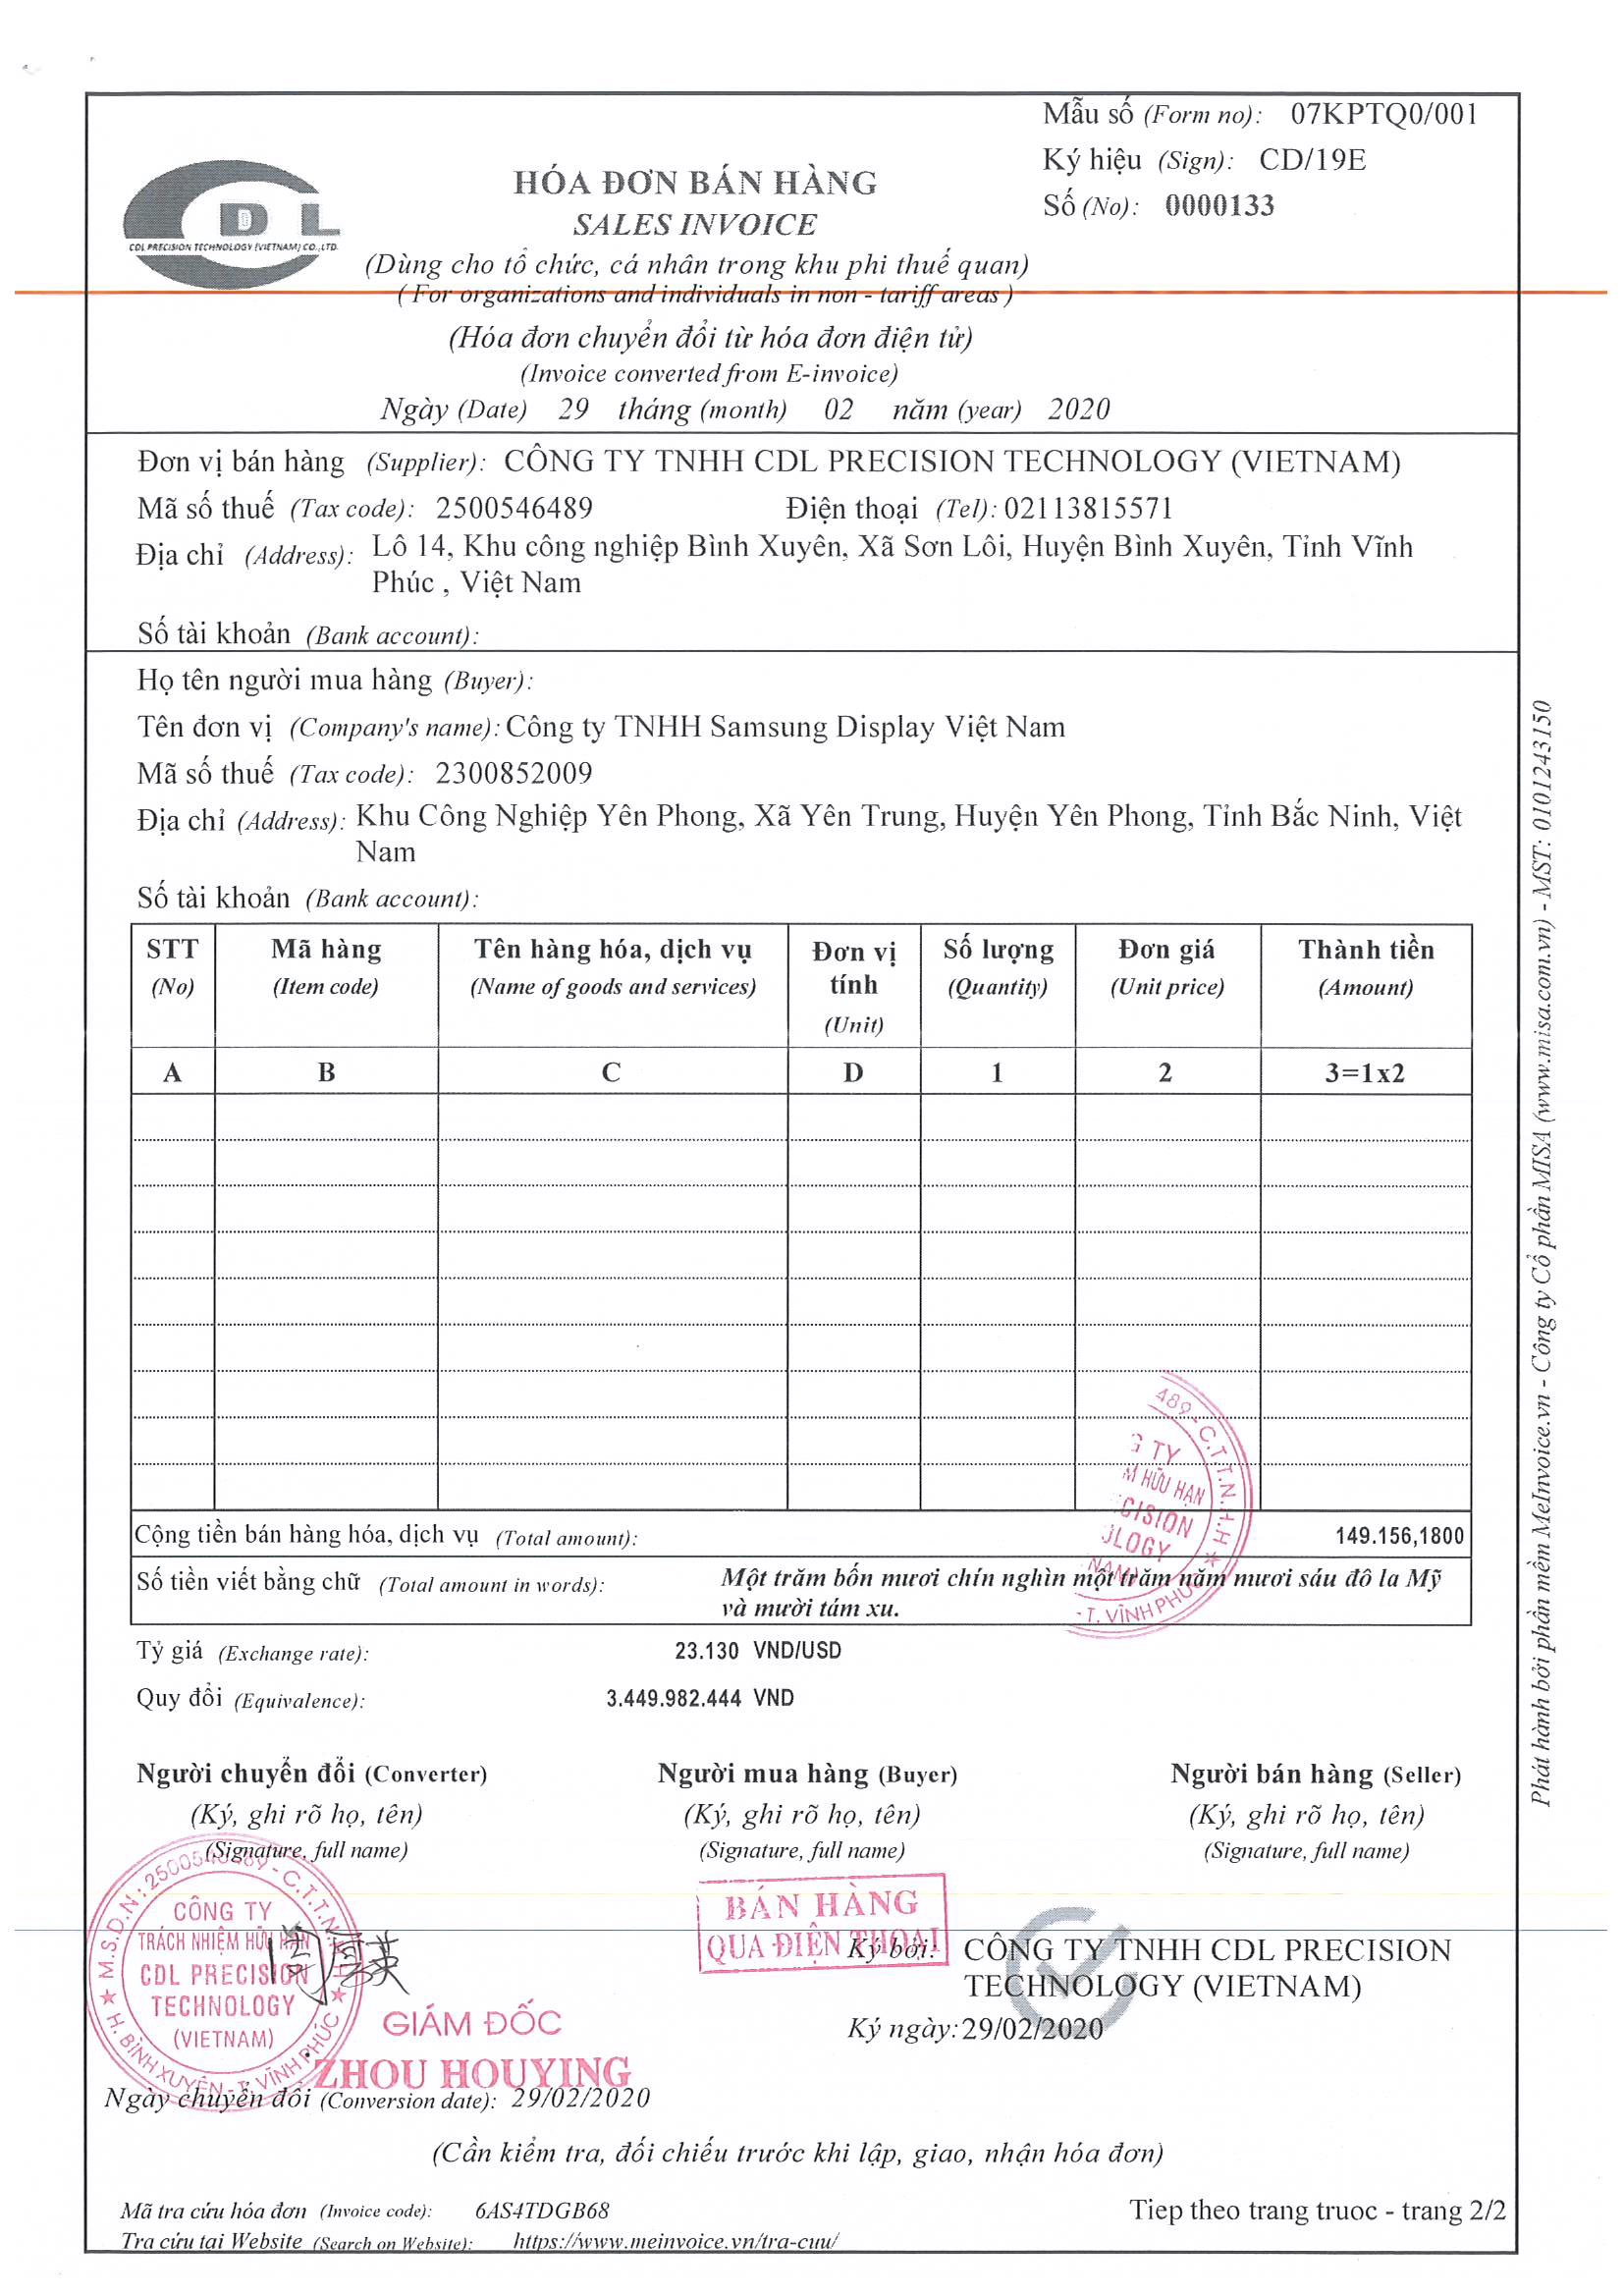 Mẫu số (Form no): 07KPTQ0/001
Ký hiệu (Sign): CD/19E
Số (No): 0000133
D L
CDL PRECISION TECHNOLOGY (VIETNAM) CO.,LTD.
HÓA ĐƠN BÁN HÀNG
SALES INVOICE
(Dùng cho tổ chức, cá nhân trong khu phi thuế quan)
( For organizations and individuals in non - tariff areas )
(Hóa đơn chuyển đổi từ hóa đơn điện tử)
(Invoice converted from E-invoice)
Ngày (Date) 29 tháng (month) 02 năm (year) 2020
Đơn vị bán hàng (Supplier): CÔNG TY TNHH CDL PRECISION TECHNOLOGY (VIETNAM)
Mã số thuế (Tax code): 2500546489 Điện thoại (Tel): 02113815571
Địa chỉ (Address): Lô 14, Khu công nghiệp Bình Xuyên, Xã Sơn Lôi, Huyện Bình Xuyên, Tỉnh Vĩnh
Phúc , Việt Nam
Số tài khoản (Bank account):
Họ tên người mua hàng (Buyer):
Tên đơn vị (Company's name): Công ty TNHH Samsung Display Việt Nam
Mã số thuế (Tax code): 2300852009
Địa chỉ (Address): Khu Công Nghiệp Yên Phong, Xã Yên Trung, Huyện Yên Phong, Tỉnh Bắc Ninh, Việt
Nam
Số tài khoản (Bank account):
STT Mã hàng Tên hàng hóa, dịch vụ Đơn vị tính Số lượng Đơn giá Thành tiền
(No) (Item code) (Name of goods and services) (Unit) (Quantity) (Unit price) (Amount)
A B C D 1 2 3=1x2
489 - C.T.T.N.H.H ★
G TY
M HỮU HẠN
CISION
OLOGY
NAM)
- T. VĨNH PHÚC
Cộng tiền bán hàng hóa, dịch vụ (Total amount): 149.156,1800
Số tiền viết bằng chữ (Total amount in words): Một trăm bốn mươi chín nghìn một trăm năm mươi sáu đô la Mỹ
và mười tám xu.
Tỷ giá (Exchange rate): 23.130 VND/USD
Quy đổi (Equivalence): 3.449.982.444 VND
Người chuyển đổi (Converter) Người mua hàng (Buyer) Người bán hàng (Seller)
(Ký, ghi rõ họ, tên) (Ký, ghi rõ họ, tên) (Ký, ghi rõ họ, tên)
(Signature, full name) (Signature, full name) (Signature, full name)
M.S.D.N: 2500546489 - C.T.T.N.H.H
CÔNG TY
TRÁCH NHIỆM HỮU HẠN
CDL PRECISION
TECHNOLOGY
(VIETNAM)
★ H. BÌNH XUYÊN - T. VĨNH PHÚC ★
GIÁM ĐỐC
ZHOU HOUYING
BÁN HÀNG
QUA ĐIỆN THOẠI
Ký bởi: CÔNG TY TNHH CDL PRECISION
TECHNOLOGY (VIETNAM)
Ký ngày: 29/02/2020
Ngày chuyển đổi (Conversion date): 29/02/2020
(Cần kiểm tra, đối chiếu trước khi lập, giao, nhận hóa đơn)
Mã tra cứu hóa đơn (Invoice code): 6AS4TDGB68
Tra cứu tại Website (Search on Website): https://www.meinvoice.vn/tra-cuu/
Tiep theo trang truoc - trang 2/2
Phát hành bởi phần mềm MeInvoice.vn - Công ty Cổ phần MISA (www.misa.com.vn) - MST: 0101243150